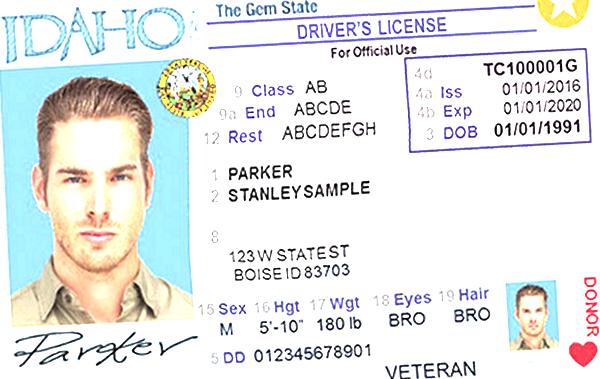 IDAHO
The Gem State
DRIVER'S LICENSE
For Official Use
9 Class AB
9a End ABCDE
12 Rest ABCDEFGH
4d TC100001G
4a Iss 01/01/2016
4b Exp 01/01/2020
3 DOB 01/01/1991
1 PARKER
2 STANLEYSAMPLE
8
123 W STATE ST
BOISE ID 83703
15 Sex 16 Hgt 17 Wgt 18 Eyes 19 Hair
M 5'-10" 180 lb BRO BRO
5 DD 012345678901
Parker
VETERAN
DONOR